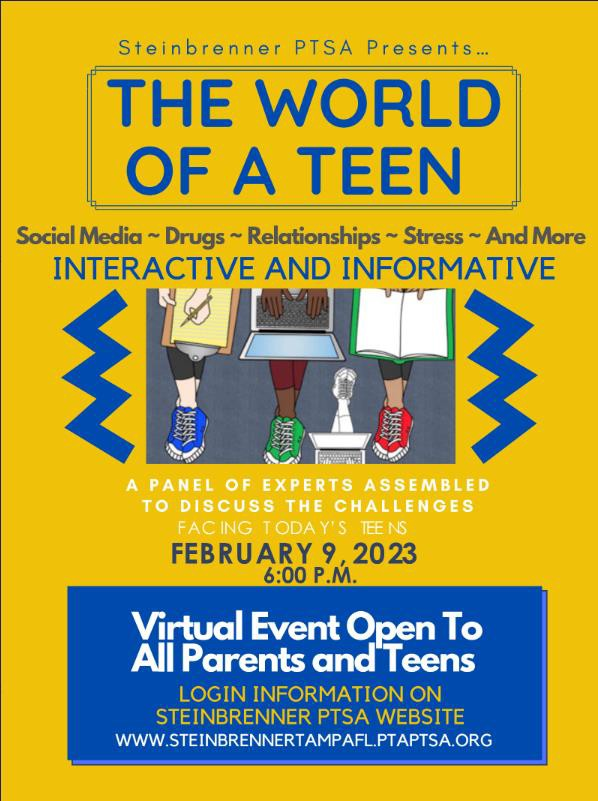 Steinbrenner PTSA Presents...
THE WORLD
OF A TEEN
Social Media ~ Drugs ~ Relationships ~ Stress ~ And More
INTERACTIVE AND INFORMATIVE
A PANEL OF EXPERTS ASSEMBLED
TO DISCUSS THE CHALLENGES
FACING TODAY'S TEENS
FEBRUARY 9, 2023
6:00 P.M.
Virtual Event Open To
All Parents and Teens
LOGIN INFORMATION ON
STEINBRENNER PTSA WEBSITE
WWW.STEINBRENNERTAMPAFL.PTAPTSA.ORG